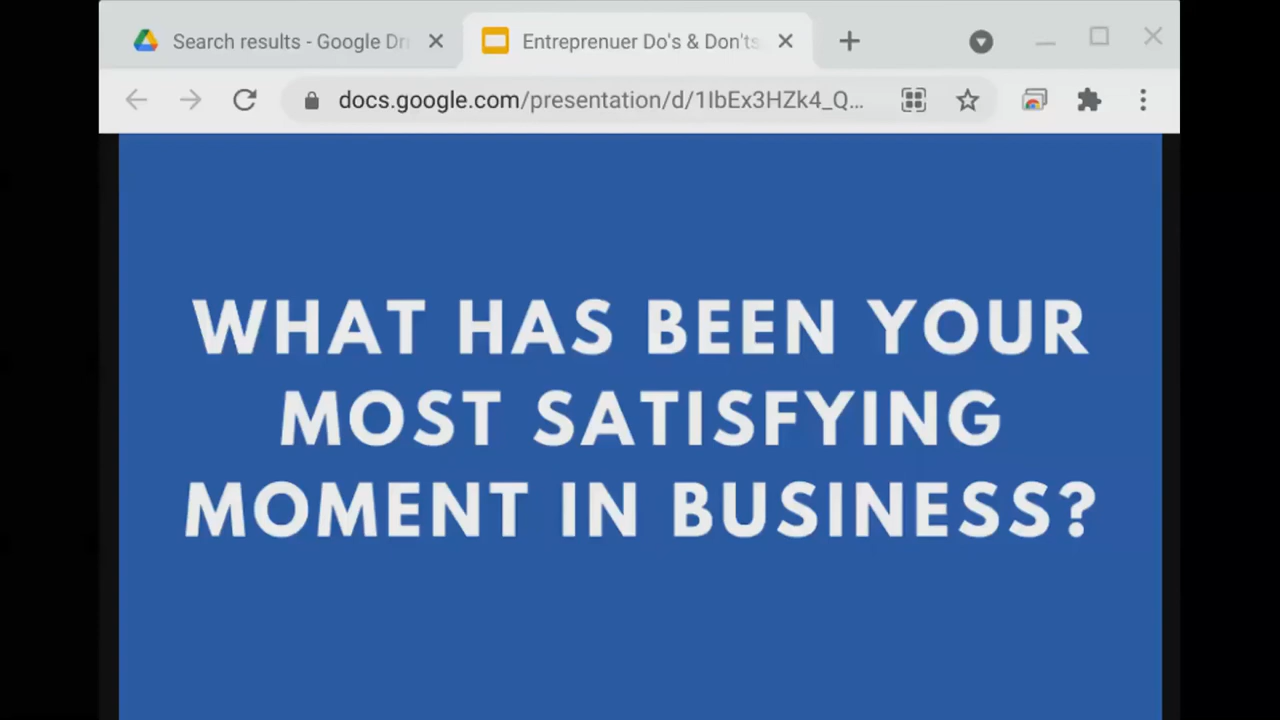 Search results - Google Dri
Entreprenuer Do's & Don'ts
docs.google.com/presentation/d/1IbEx3HZk4_Q...
WHAT HAS BEEN YOUR
MOST SATISFYING
MOMENT IN BUSINESS?